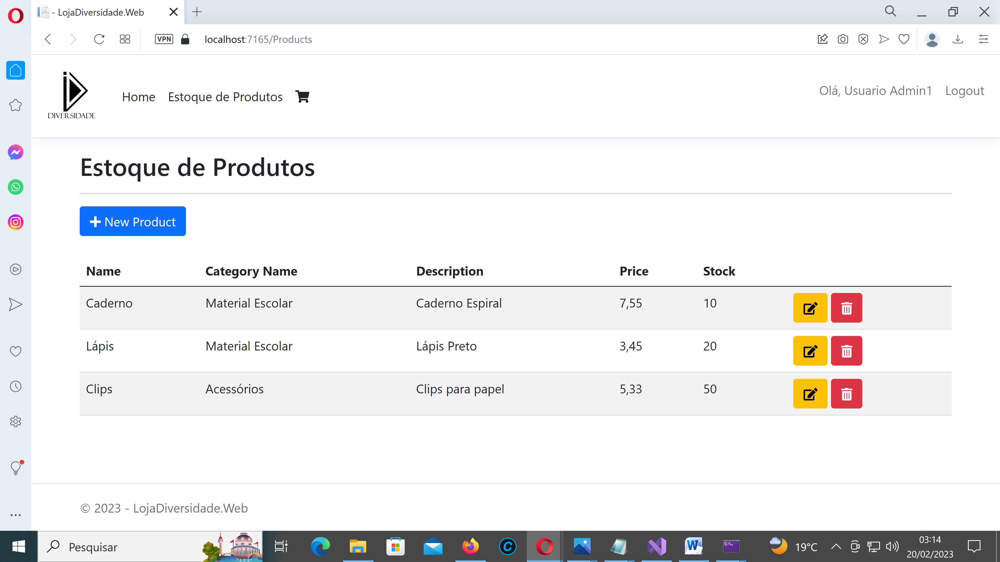 - LojaDiversidade.Web
VPN
localhost:7165/Products
DIVERSIDADE
Home Estoque de Produtos
Olá, Usuario Admin1 Logout
Estoque de Produtos
New Product
Name Category Name Description Price Stock
Caderno Material Escolar Caderno Espiral 7,55 10
Lápis Material Escolar Lápis Preto 3,45 20
Clips Acessórios Clips para papel 5,33 50
© 2023 - LojaDiversidade.Web
Pesquisar
C
W
C:\_
19°C
03:14
20/02/2023